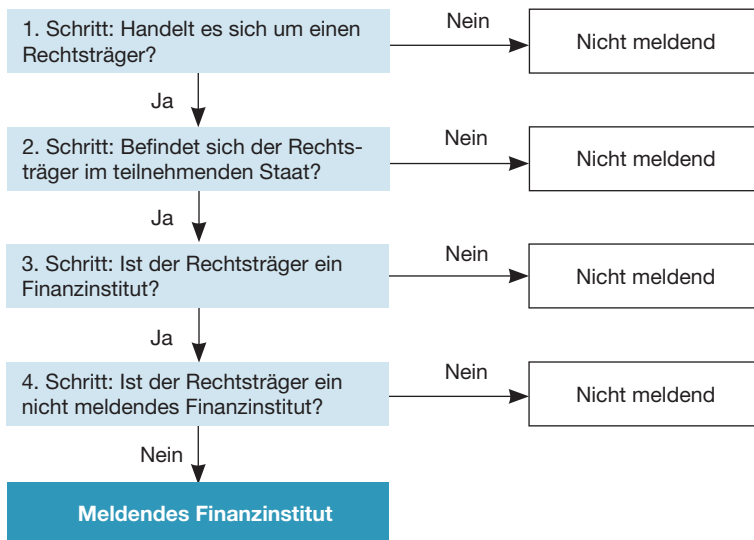 1. Schritt: Handelt es sich um einen
Rechtsträger?
Nein
Nicht meldend
Ja
2. Schritt: Befindet sich der Rechts-
träger im teilnehmenden Staat?
Nein
Nicht meldend
Ja
3. Schritt: Ist der Rechtsträger ein
Finanzinstitut?
Nein
Nicht meldend
Ja
4. Schritt: Ist der Rechtsträger ein
nicht meldendes Finanzinstitut?
Nein
Nicht meldend
Nein
Meldendes Finanzinstitut